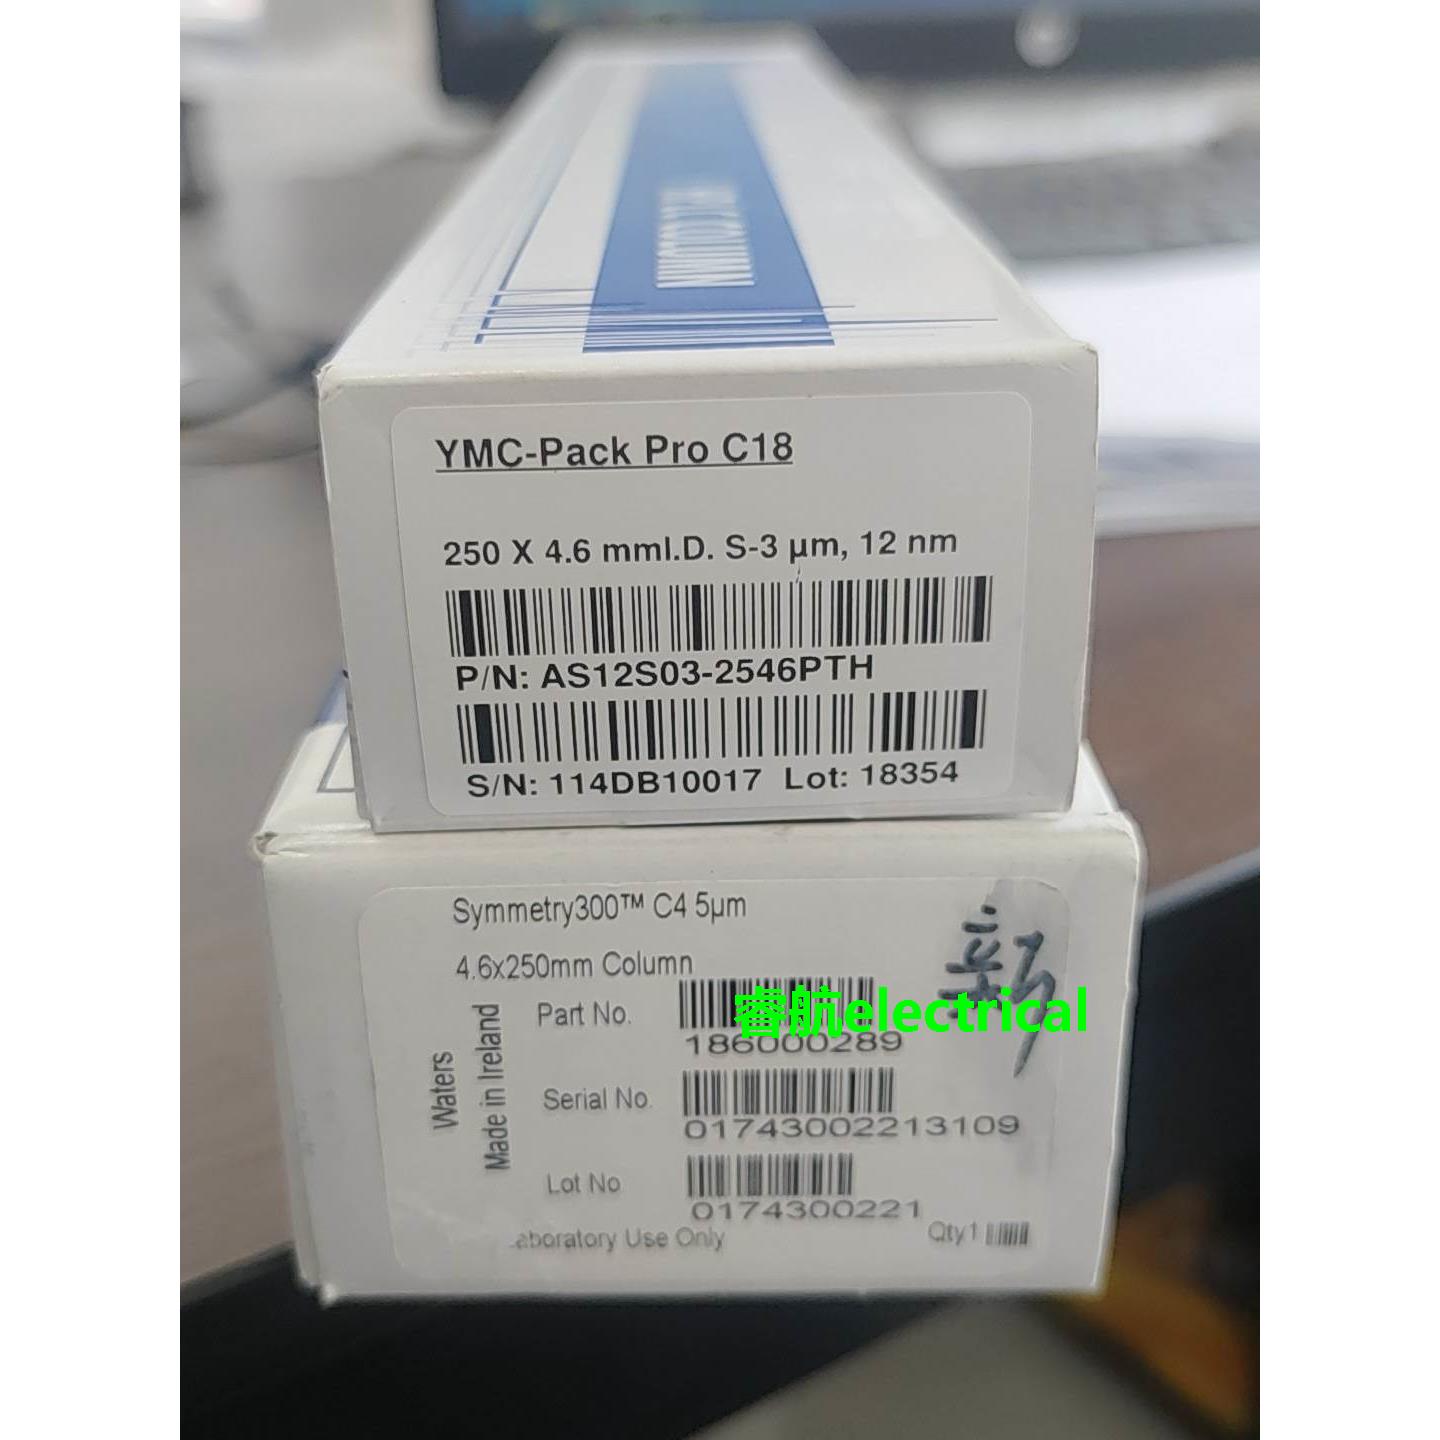 YMC COLUMN
YMC-Pack Pro C18
250 X 4.6 mmI.D. S-3 µm, 12 nm
P/N: AS12S03-2546PTH
S/N: 114DB10017 Lot: 18354
Symmetry300™ C4 5µm
4.6x250mm Column
Waters
Made in Ireland
Part No.
186000289
睿航electrical
Serial No.
01743002213109
Lot No
0174300221
Laboratory Use Only
Qty1